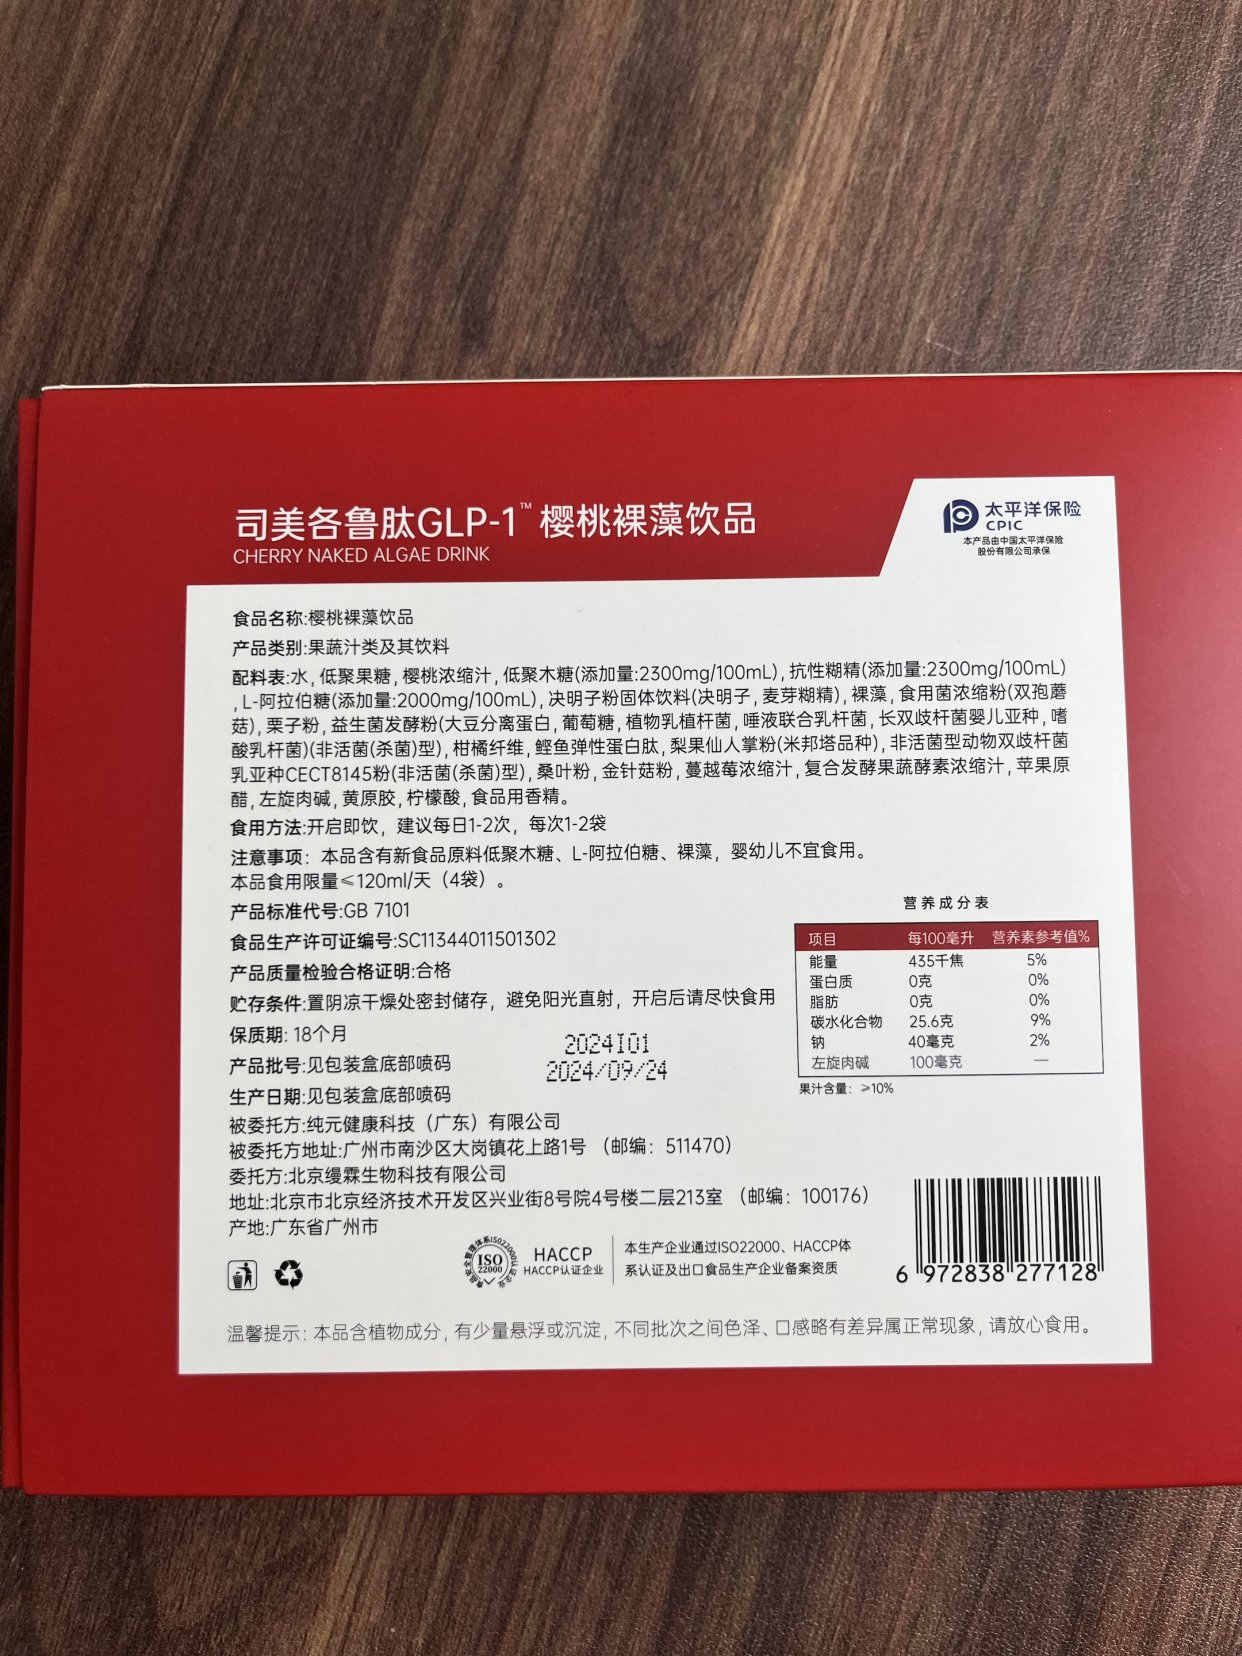 司美各鲁肽GLP-1™ 樱桃裸藻饮品
CHERRY NAKED ALGAE DRINK
太平洋保险
CPIC
本产品由中国太平洋保险
股份有限公司承保
食品名称:樱桃裸藻饮品
产品类别:果蔬汁类及其饮料
配料表:水,低聚果糖,樱桃浓缩汁,低聚木糖(添加量:2300mg/100mL),抗性糊精(添加量:2300mg/100mL)
,L-阿拉伯糖(添加量:2000mg/100mL),决明子粉固体饮料(决明子,麦芽糊精),裸藻,食用菌浓缩粉(双孢蘑
菇),栗子粉,益生菌发酵粉(大豆分离蛋白,葡萄糖,植物乳植杆菌,唾液联合乳杆菌,长双歧杆菌婴儿亚种,嗜
酸乳杆菌)(非活菌(杀菌)型),柑橘纤维,鲣鱼弹性蛋白肽,梨果仙人掌粉(米邦塔品种),非活菌型动物双歧杆菌
乳亚种CECT8145粉(非活菌(杀菌)型),桑叶粉,金针菇粉,蔓越莓浓缩汁,复合发酵果蔬酵素浓缩汁,苹果原
醋,左旋肉碱,黄原胶,柠檬酸,食品用香精。
食用方法:开启即饮，建议每日1-2次，每次1-2袋
注意事项：本品含有新食品原料低聚木糖、L-阿拉伯糖、裸藻，婴幼儿不宜食用。
本品食用限量≤120ml/天（4袋）。
产品标准代号:GB 7101
食品生产许可证编号:SC11344011501302
产品质量检验合格证明:合格
贮存条件:置阴凉干燥处密封储存，避免阳光直射，开启后请尽快食用
保质期: 18个月
产品批号:见包装盒底部喷码
生产日期:见包装盒底部喷码
2024I01
2024/09/24
被委托方:纯元健康科技（广东）有限公司
被委托方地址:广州市南沙区大岗镇花上路1号 （邮编：511470）
委托方:北京缦霖生物科技有限公司
地址:北京市北京经济技术开发区兴业街8号院4号楼二层213室 （邮编：100176）
产地:广东省广州市
营养成分表
项目 每100毫升 营养素参考值%
能量 435千焦 5%
蛋白质 0克 0%
脂肪 0克 0%
碳水化合物 25.6克 9%
钠 40毫克 2%
左旋肉碱 100毫克 —
果汁含量：≥10%
ISO
22000
HACCP
HACCP认证企业
本生产企业通过ISO22000、HACCP体
系认证及出口食品生产企业备案资质
6 972838 277128
温馨提示:本品含植物成分,有少量悬浮或沉淀,不同批次之间色泽、口感略有差异属正常现象,请放心食用。